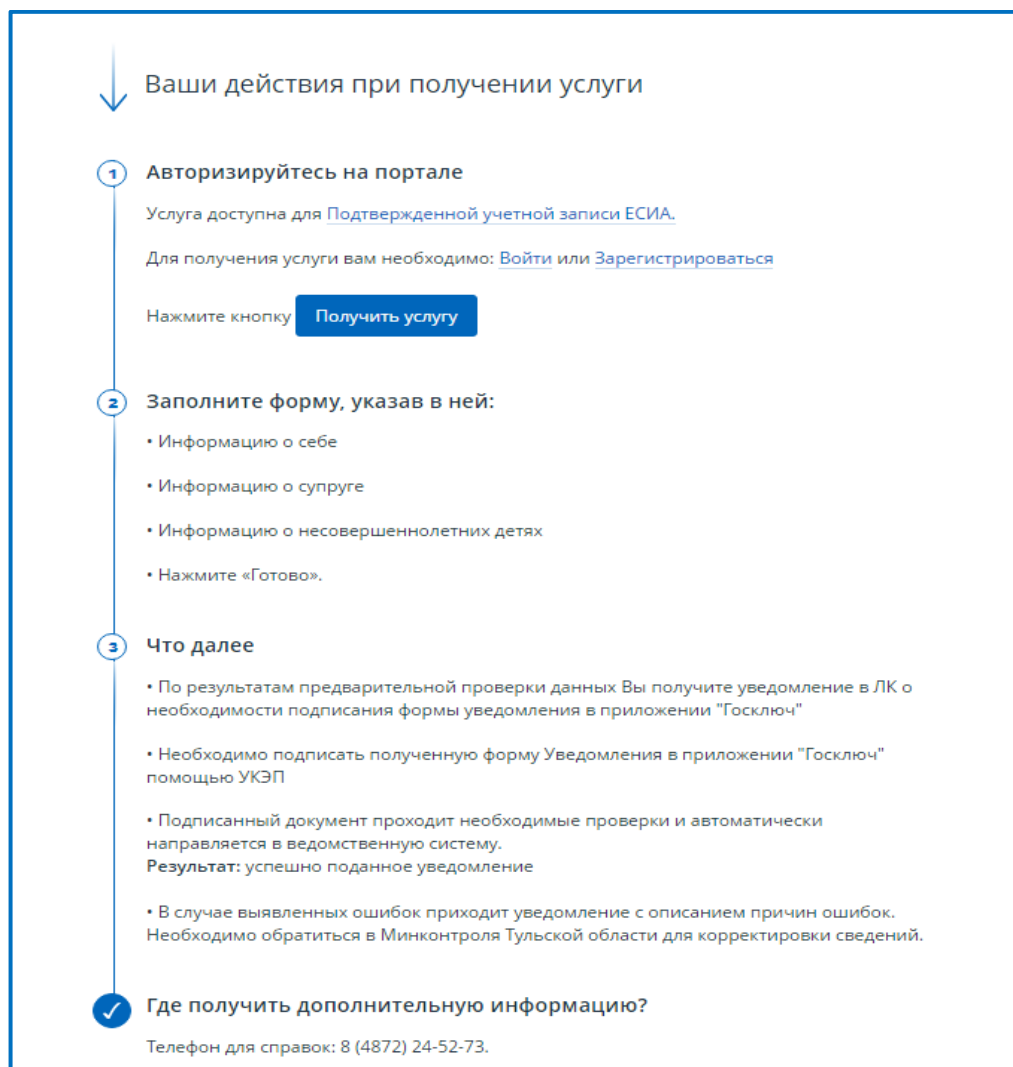 Ваши действия при получении услуги
1
Авторизируйтесь на портале
Услуга доступна для Подтвержденной учетной записи ЕСИА.
Для получения услуги вам необходимо: Войти или Зарегистрироваться
Нажмите кнопку Получить услугу
2
Заполните форму, указав в ней:
• Информацию о себе
• Информацию о супруге
• Информацию о несовершеннолетних детях
• Нажмите «Готово».
3
Что далее
• По результатам предварительной проверки данных Вы получите уведомление в ЛК о
необходимости подписания формы уведомления в приложении "Госключ"
• Необходимо подписать полученную форму Уведомления в приложении "Госключ"
помощью УКЭП
• Подписанный документ проходит необходимые проверки и автоматически
направляется в ведомственную систему.
Результат: успешно поданное уведомление
• В случае выявленных ошибок приходит уведомление с описанием причин ошибок.
Необходимо обратиться в Минконтроля Тульской области для корректировки сведений.
Где получить дополнительную информацию?
Телефон для справок: 8 (4872) 24-52-73.